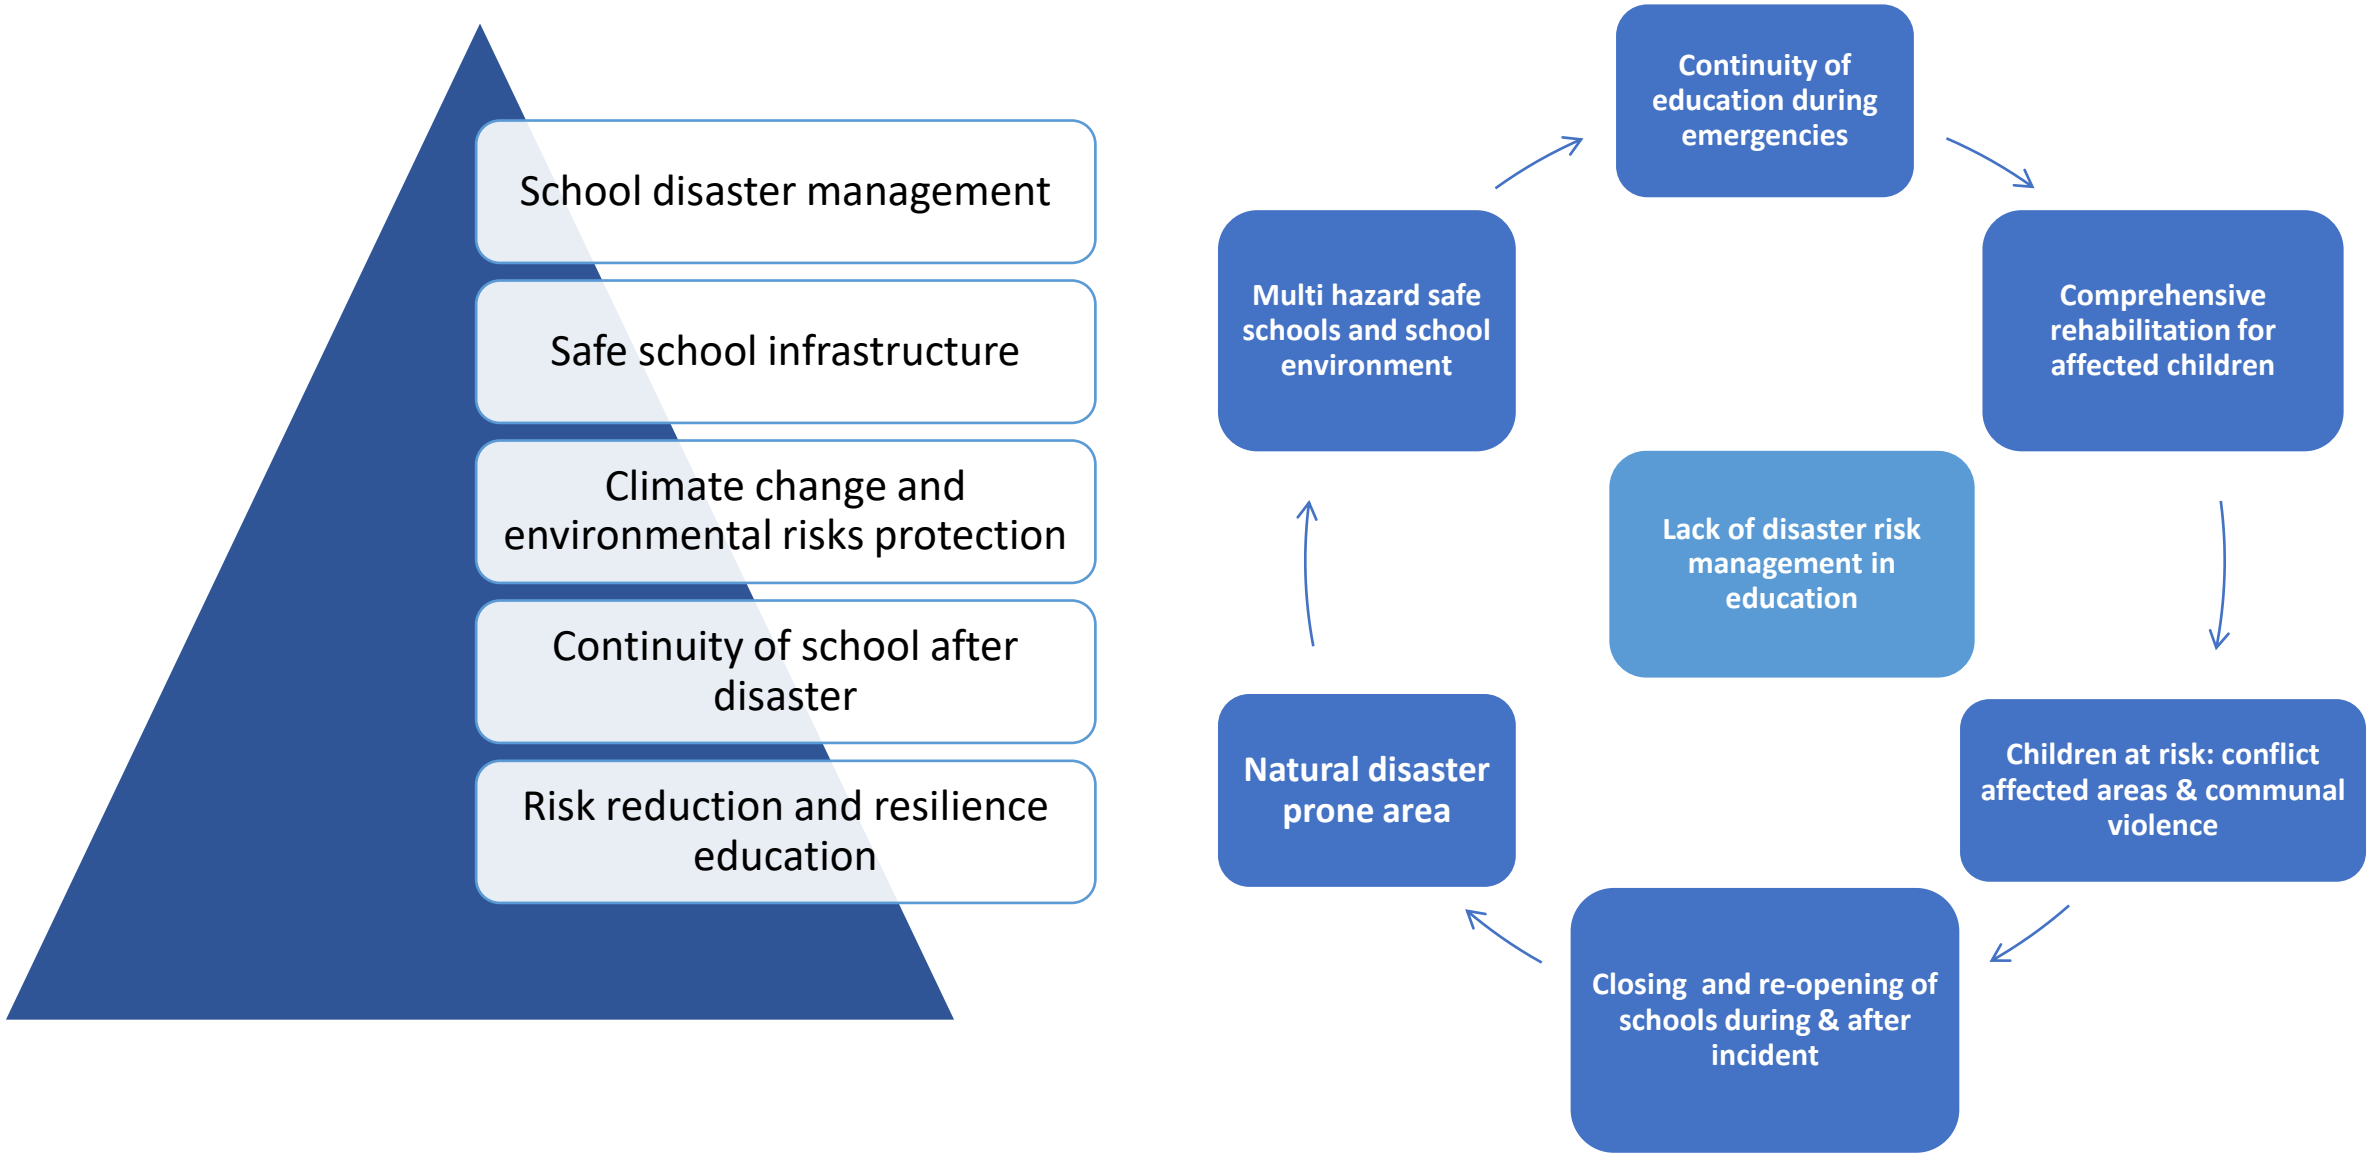 School disaster management
Safe school infrastructure
Climate change and
environmental risks protection
Continuity of school after
disaster
Risk reduction and resilience
education
Continuity of
education during
emergencies
Comprehensive
rehabilitation for
affected children
Children at risk: conflict
affected areas & communal
violence
Closing  and re-opening of
schools during & after
incident
Natural disaster
prone area
Multi hazard safe
schools and school
environment
Lack of disaster risk
management in
education